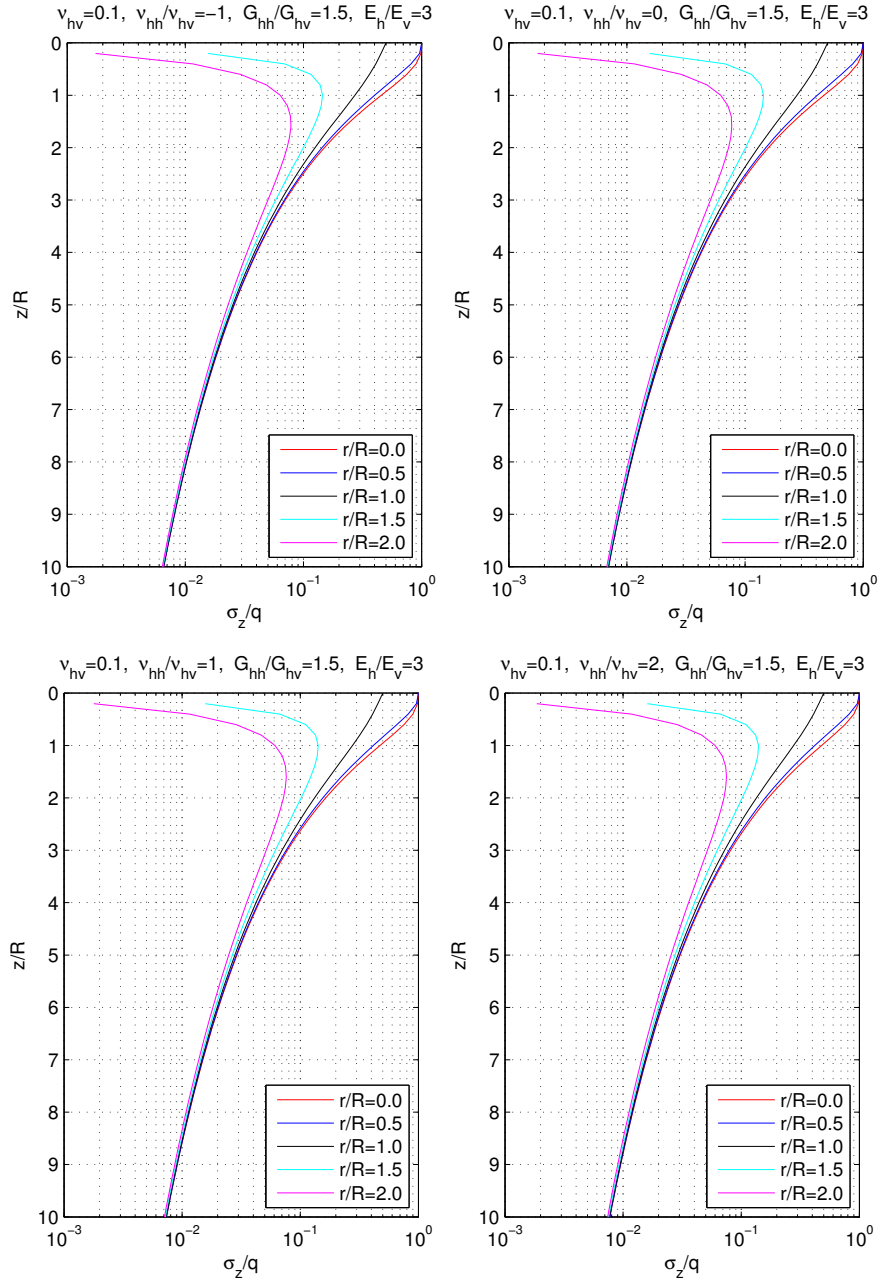 ν_hv=0.1, ν_hh/ν_hv=−1, G_hh/G_hv=1.5, E_h/E_v=3
0
1
2
3
4
5
6
7
8
9
10
z/R
10^−3
10^−2
10^−1
10^0
σ_z/q
r/R=0.0
r/R=0.5
r/R=1.0
r/R=1.5
r/R=2.0
ν_hv=0.1, ν_hh/ν_hv=0, G_hh/G_hv=1.5, E_h/E_v=3
0
1
2
3
4
5
6
7
8
9
10
z/R
10^−3
10^−2
10^−1
10^0
σ_z/q
r/R=0.0
r/R=0.5
r/R=1.0
r/R=1.5
r/R=2.0
ν_hv=0.1, ν_hh/ν_hv=1, G_hh/G_hv=1.5, E_h/E_v=3
0
1
2
3
4
5
6
7
8
9
10
z/R
10^−3
10^−2
10^−1
10^0
σ_z/q
r/R=0.0
r/R=0.5
r/R=1.0
r/R=1.5
r/R=2.0
ν_hv=0.1, ν_hh/ν_hv=2, G_hh/G_hv=1.5, E_h/E_v=3
0
1
2
3
4
5
6
7
8
9
10
z/R
10^−3
10^−2
10^−1
10^0
σ_z/q
r/R=0.0
r/R=0.5
r/R=1.0
r/R=1.5
r/R=2.0